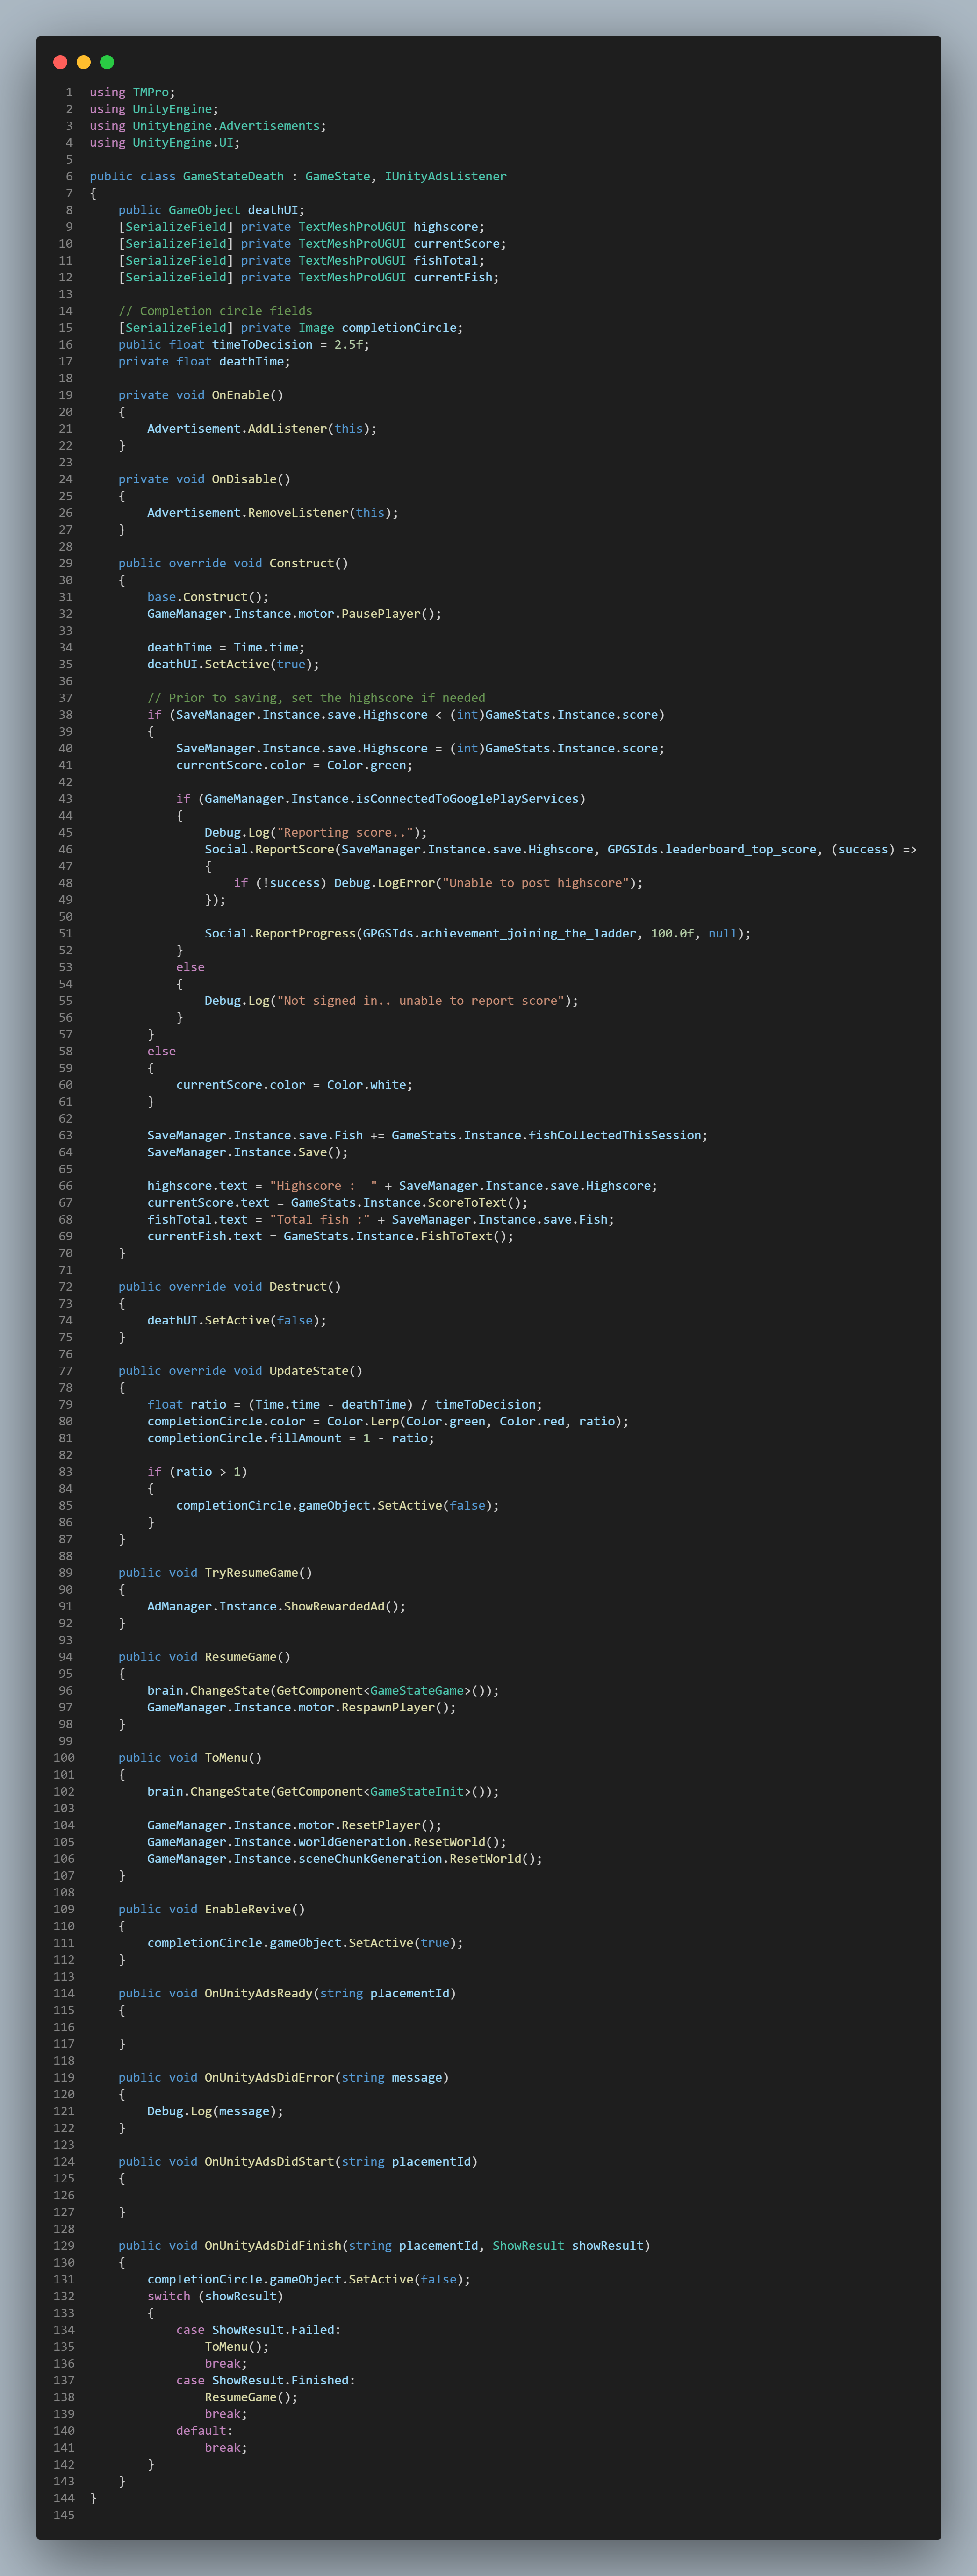 1 using TMPro;
2 using UnityEngine;
3 using UnityEngine.Advertisements;
4 using UnityEngine.UI;
5
6 public class GameStateDeath : GameState, IUnityAdsListener
7 {
8     public GameObject deathUI;
9     [SerializeField] private TextMeshProUGUI highscore;
10     [SerializeField] private TextMeshProUGUI currentScore;
11     [SerializeField] private TextMeshProUGUI fishTotal;
12     [SerializeField] private TextMeshProUGUI currentFish;
13
14     // Completion circle fields
15     [SerializeField] private Image completionCircle;
16     public float timeToDecision = 2.5f;
17     private float deathTime;
18
19     private void OnEnable()
20     {
21         Advertisement.AddListener(this);
22     }
23
24     private void OnDisable()
25     {
26         Advertisement.RemoveListener(this);
27     }
28
29     public override void Construct()
30     {
31         base.Construct();
32         GameManager.Instance.motor.PausePlayer();
33
34         deathTime = Time.time;
35         deathUI.SetActive(true);
36
37         // Prior to saving, set the highscore if needed
38         if (SaveManager.Instance.save.Highscore < (int)GameStats.Instance.score)
39         {
40             SaveManager.Instance.save.Highscore = (int)GameStats.Instance.score;
41             currentScore.color = Color.green;
42
43             if (GameManager.Instance.isConnectedToGooglePlayServices)
44             {
45                 Debug.Log("Reporting score..");
46                 Social.ReportScore(SaveManager.Instance.save.Highscore, GPGSIds.leaderboard_top_score, (success) =>
47                 {
48                     if (!success) Debug.LogError("Unable to post highscore");
49                 });
50
51                 Social.ReportProgress(GPGSIds.achievement_joining_the_ladder, 100.0f, null);
52             }
53             else
54             {
55                 Debug.Log("Not signed in.. unable to report score");
56             }
57         }
58         else
59         {
60             currentScore.color = Color.white;
61         }
62
63         SaveManager.Instance.save.Fish += GameStats.Instance.fishCollectedThisSession;
64         SaveManager.Instance.Save();
65
66         highscore.text = "Highscore :  " + SaveManager.Instance.save.Highscore;
67         currentScore.text = GameStats.Instance.ScoreToText();
68         fishTotal.text = "Total fish :" + SaveManager.Instance.save.Fish;
69         currentFish.text = GameStats.Instance.FishToText();
70     }
71
72     public override void Destruct()
73     {
74         deathUI.SetActive(false);
75     }
76
77     public override void UpdateState()
78     {
79         float ratio = (Time.time - deathTime) / timeToDecision;
80         completionCircle.color = Color.Lerp(Color.green, Color.red, ratio);
81         completionCircle.fillAmount = 1 - ratio;
82
83         if (ratio > 1)
84         {
85             completionCircle.gameObject.SetActive(false);
86         }
87     }
88
89     public void TryResumeGame()
90     {
91         AdManager.Instance.ShowRewardedAd();
92     }
93
94     public void ResumeGame()
95     {
96         brain.ChangeState(GetComponent<GameStateGame>());
97         GameManager.Instance.motor.RespawnPlayer();
98     }
99
100     public void ToMenu()
101     {
102         brain.ChangeState(GetComponent<GameStateInit>());
103
104         GameManager.Instance.motor.ResetPlayer();
105         GameManager.Instance.worldGeneration.ResetWorld();
106         GameManager.Instance.sceneChunkGeneration.ResetWorld();
107     }
108
109     public void EnableRevive()
110     {
111         completionCircle.gameObject.SetActive(true);
112     }
113
114     public void OnUnityAdsReady(string placementId)
115     {
116
117     }
118
119     public void OnUnityAdsDidError(string message)
120     {
121         Debug.Log(message);
122     }
123
124     public void OnUnityAdsDidStart(string placementId)
125     {
126
127     }
128
129     public void OnUnityAdsDidFinish(string placementId, ShowResult showResult)
130     {
131         completionCircle.gameObject.SetActive(false);
132         switch (showResult)
133         {
134             case ShowResult.Failed:
135                 ToMenu();
136                 break;
137             case ShowResult.Finished:
138                 ResumeGame();
139                 break;
140             default:
141                 break;
142         }
143     }
144 }
145